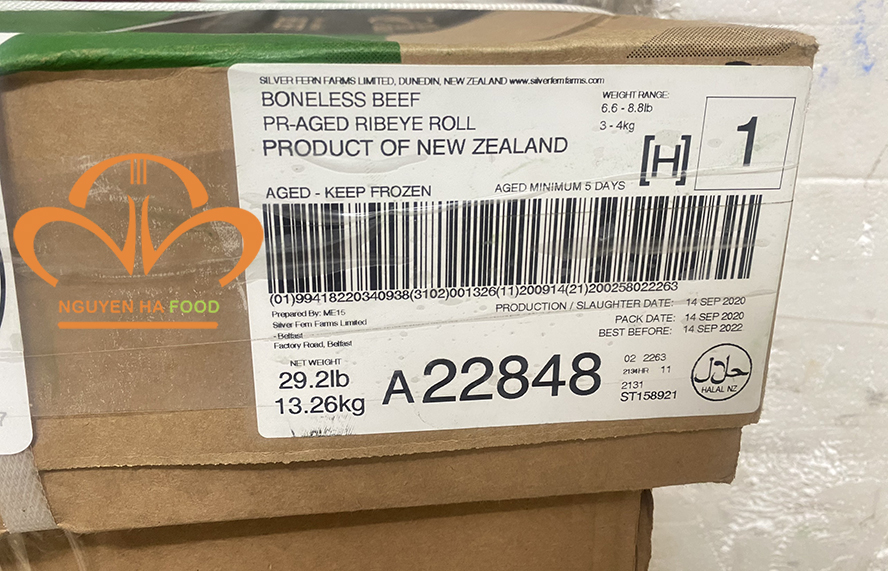 SILVER FERN FARMS LIMITED, DUNEDIN, NEW ZEALAND www.silverfernfarms.com
BONELESS BEEF
PR-AGED RIBEYE ROLL
PRODUCT OF NEW ZEALAND
WEIGHT RANGE:
6.6 - 8.8lb
3 - 4kg
[H]
1
AGED - KEEP FROZEN
AGED MINIMUM 5 DAYS
(01)99418220340938(3102)001326(11)200914(21)200258022263
Prepared By: ME15
Silver Fern Farms Limited
- Belfast
Factory Road, Belfast
PRODUCTION / SLAUGHTER DATE: 14 SEP 2020
PACK DATE: 14 SEP 2020
BEST BEFORE: 14 SEP 2022
NET WEIGHT
29.2lb
13.26kg
A22848
02 2263
2134HR 11
2131
ST158921
حلال
HALAL NZ
NGUYEN HA FOOD
7